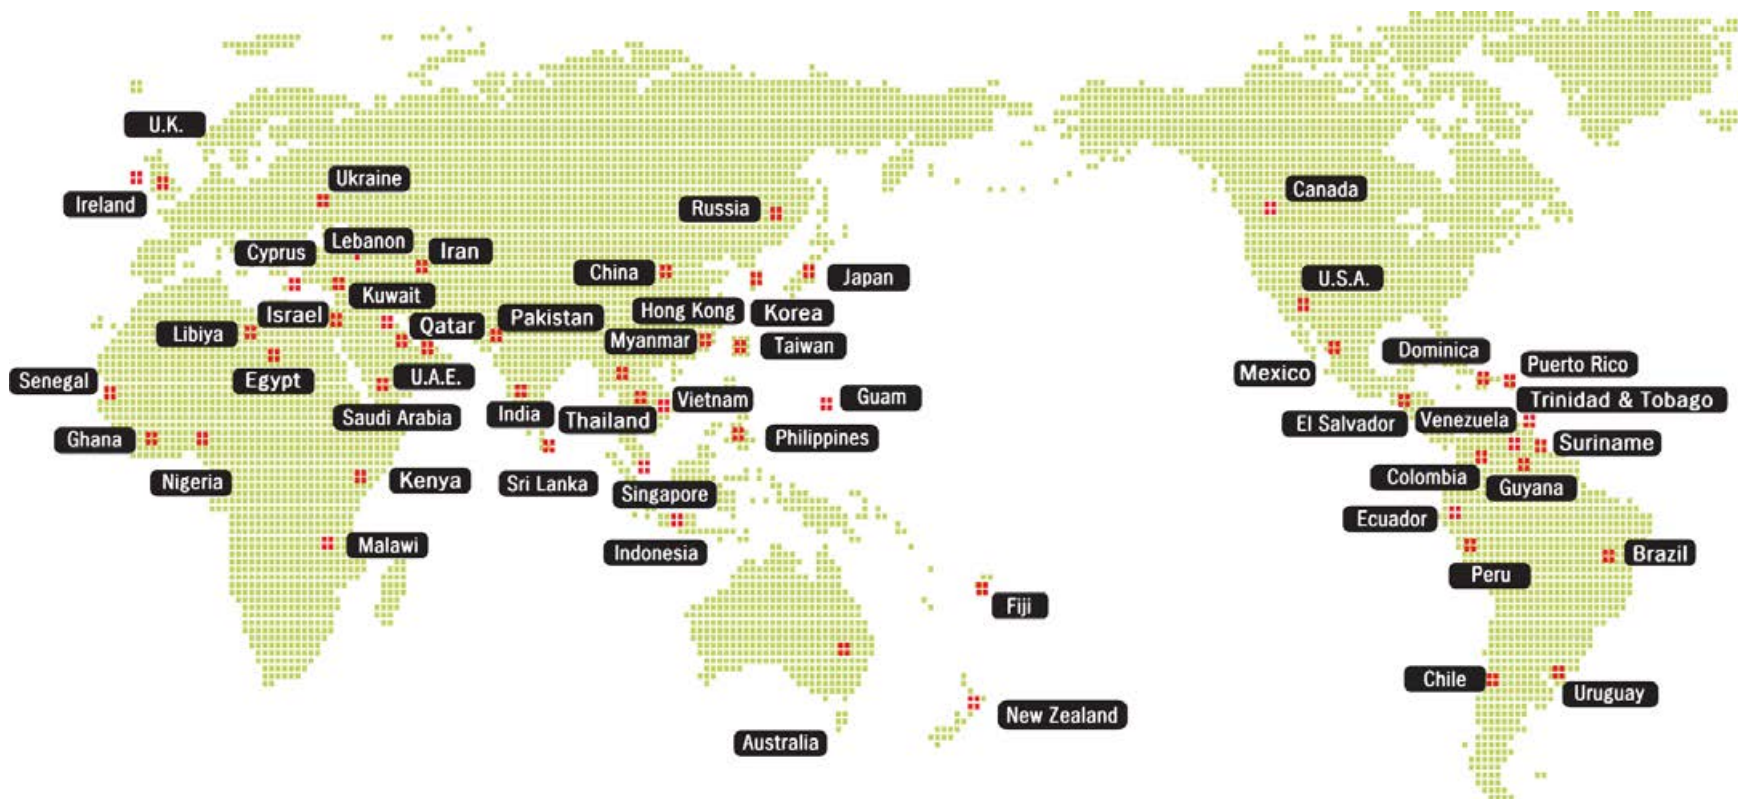 U.K.
Ireland
Ukraine
Russia
Canada
Cyprus
Lebanon
Iran
China
Japan
U.S.A.
Kuwait
Israel
Libiya
Qatar
Pakistan
Hong Kong
Korea
Myanmar
Taiwan
Dominica
Puerto Rico
Mexico
Senegal
Egypt
U.A.E.
Saudi Arabia
India
Thailand
Vietnam
Guam
Trinidad & Tobago
El Salvador
Venezuela
Ghana
Philippines
Suriname
Nigeria
Kenya
Sri Lanka
Singapore
Colombia
Guyana
Ecuador
Malawi
Indonesia
Brazil
Peru
Fiji
Chile
Uruguay
New Zealand
Australia